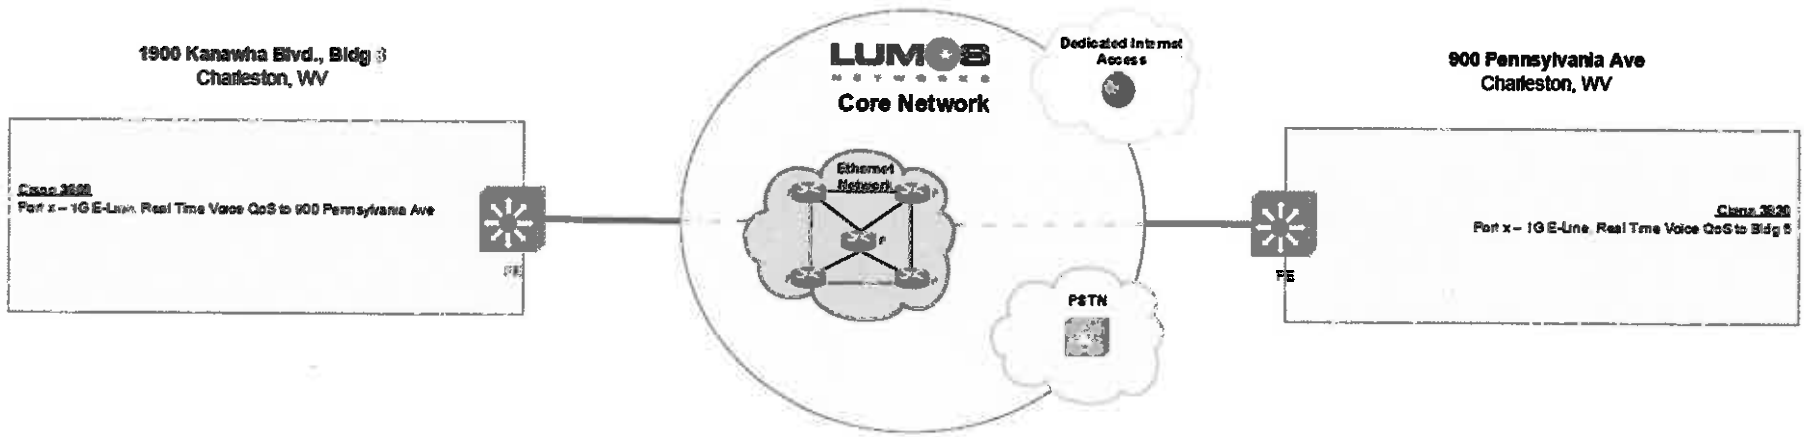 1900 Kanawha Blvd., Bldg
Charleston, WV
Port x – 1G E-Line, Real Time Voice QoS to 900 Pennsylvania Ave
PE
LUMOS
NETWORKS
Core Network
Ethernet
Network
P
Dedicated Internet
Access
PSTN
900 Pennsylvania Ave
Charleston, WV
Port x – 1G E-Line, Real Time Voice QoS to Bldg
PE